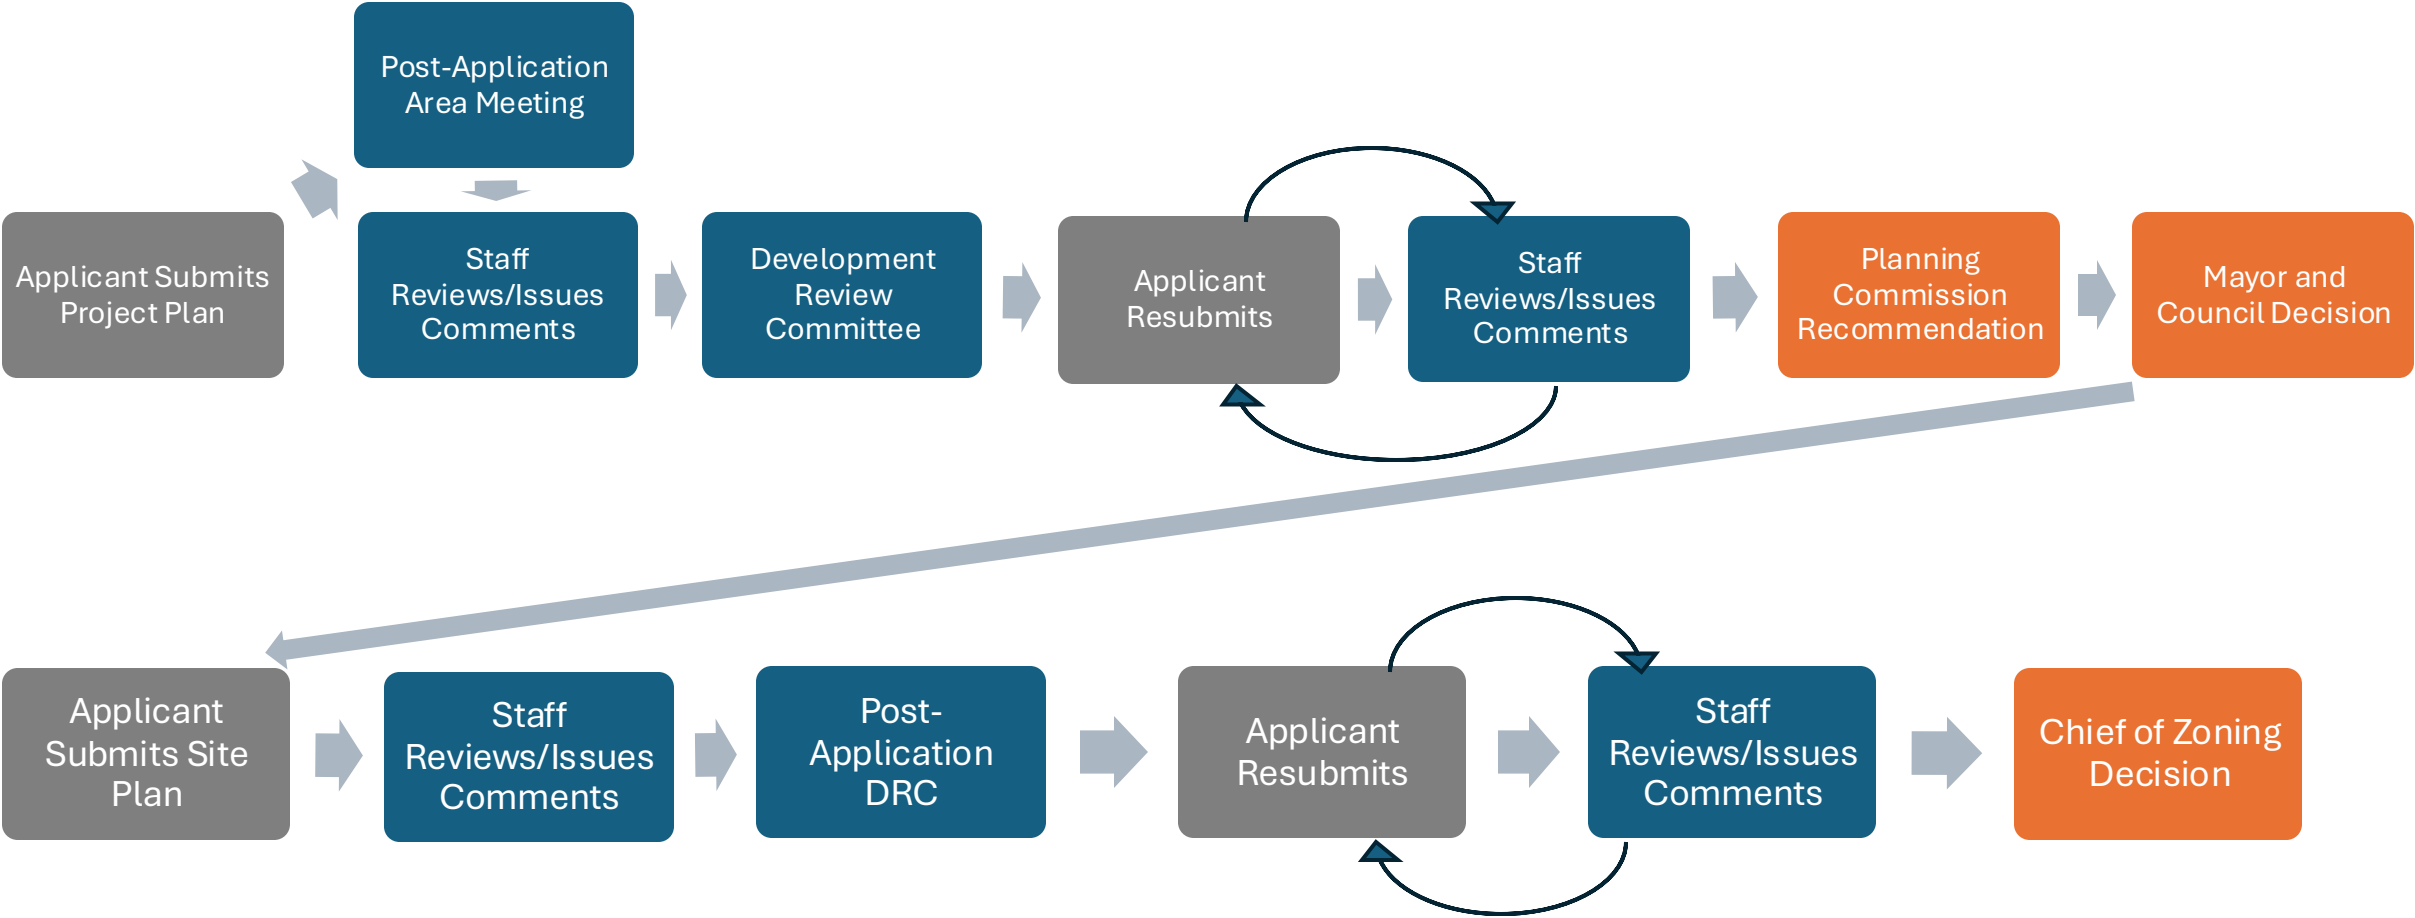 Post-Application
Area Meeting
Applicant Submits
Project Plan
Staff
Reviews/Issues
Comments
Development
Review
Committee
Applicant
Resubmits
Staff
Reviews/Issues
Comments
Planning
Commission
Recommendation
Mayor and
Council Decision
Applicant
Submits Site
Plan
Staff
Reviews/Issues
Comments
Post-
Application
DRC
Applicant
Resubmits
Staff
Reviews/Issues
Comments
Chief of Zoning
Decision